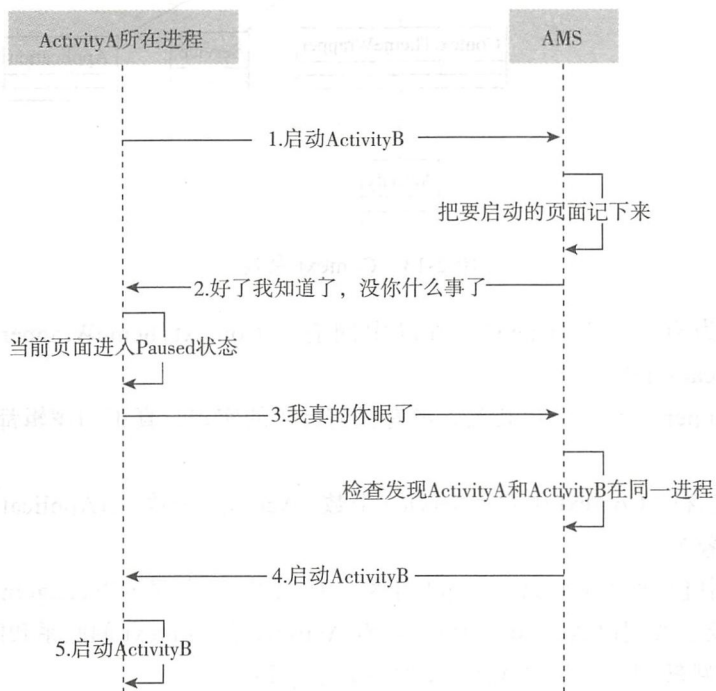 ActivityA所在进程
AMS
1.启动ActivityB
把要启动的页面记下来
2.好了我知道了，没你什么事了
当前页面进入Paused状态
3.我真的休眠了
检查发现ActivityA和ActivityB在同一进程
4.启动ActivityB
5.启动ActivityB